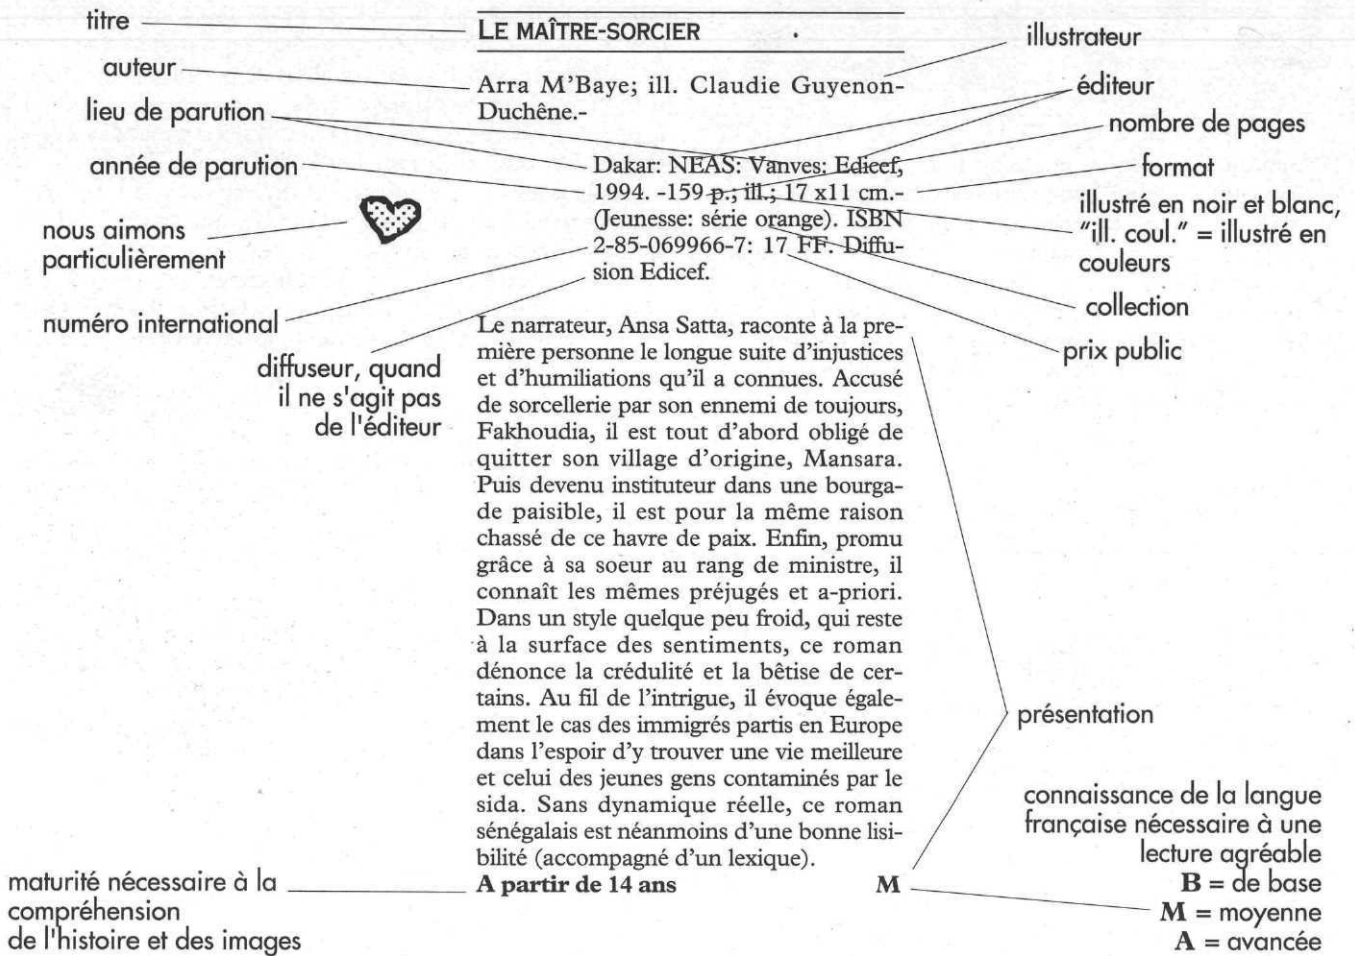 titre
LE MAÎTRE-SORCIER
illustrateur
auteur
Arra M'Baye; ill. Claudie Guyenon-
Duchêne.-
éditeur
lieu de parution
nombre de pages
année de parution
Dakar: NEAS: Vanves: Edicef,
1994. -159 p.; ill.; 17 x11 cm.-
(Jeunesse: série orange). ISBN
2-85-069966-7: 17 FF. Diffu-
sion Edicef.
format
illustré en noir et blanc,
"ill. coul." = illustré en
couleurs
nous aimons
particulièrement
collection
numéro international
prix public
diffuseur, quand
il ne s'agit pas
de l'éditeur
Le narrateur, Ansa Satta, raconte à la pre-
mière personne le longue suite d'injustices
et d'humiliations qu'il a connues. Accusé
de sorcellerie par son ennemi de toujours,
Fakhoudia, il est tout d'abord obligé de
quitter son village d'origine, Mansara.
Puis devenu instituteur dans une bourga-
de paisible, il est pour la même raison
chassé de ce havre de paix. Enfin, promu
grâce à sa soeur au rang de ministre, il
connaît les mêmes préjugés et a-priori.
Dans un style quelque peu froid, qui reste
à la surface des sentiments, ce roman
dénonce la crédulité et la bêtise de cer-
tains. Au fil de l'intrigue, il évoque égale-
ment le cas des immigrés partis en Europe
dans l'espoir d'y trouver une vie meilleure
et celui des jeunes gens contaminés par le
sida. Sans dynamique réelle, ce roman
sénégalais est néanmoins d'une bonne lisi-
bilité (accompagné d'un lexique).
A partir de 14 ans M
présentation
connaissance de la langue
française nécessaire à une
lecture agréable
B = de base
M = moyenne
A = avancée
maturité nécessaire à la
compréhension
de l'histoire et des images